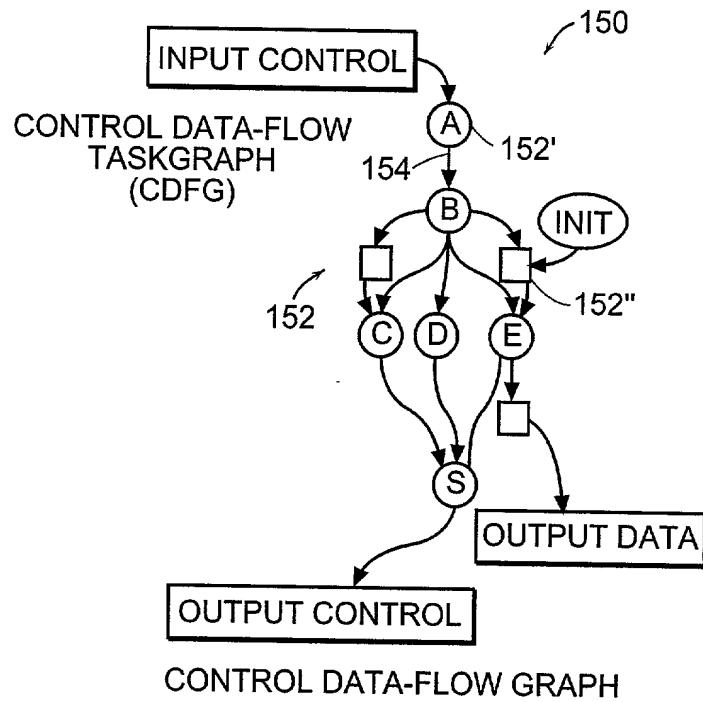 150
INPUT CONTROL
CONTROL DATA-FLOW
TASKGRAPH
(CDFG)
A
152'
154
B
INIT
152
152"
C
D
E
S
OUTPUT DATA
OUTPUT CONTROL
CONTROL DATA-FLOW GRAPH